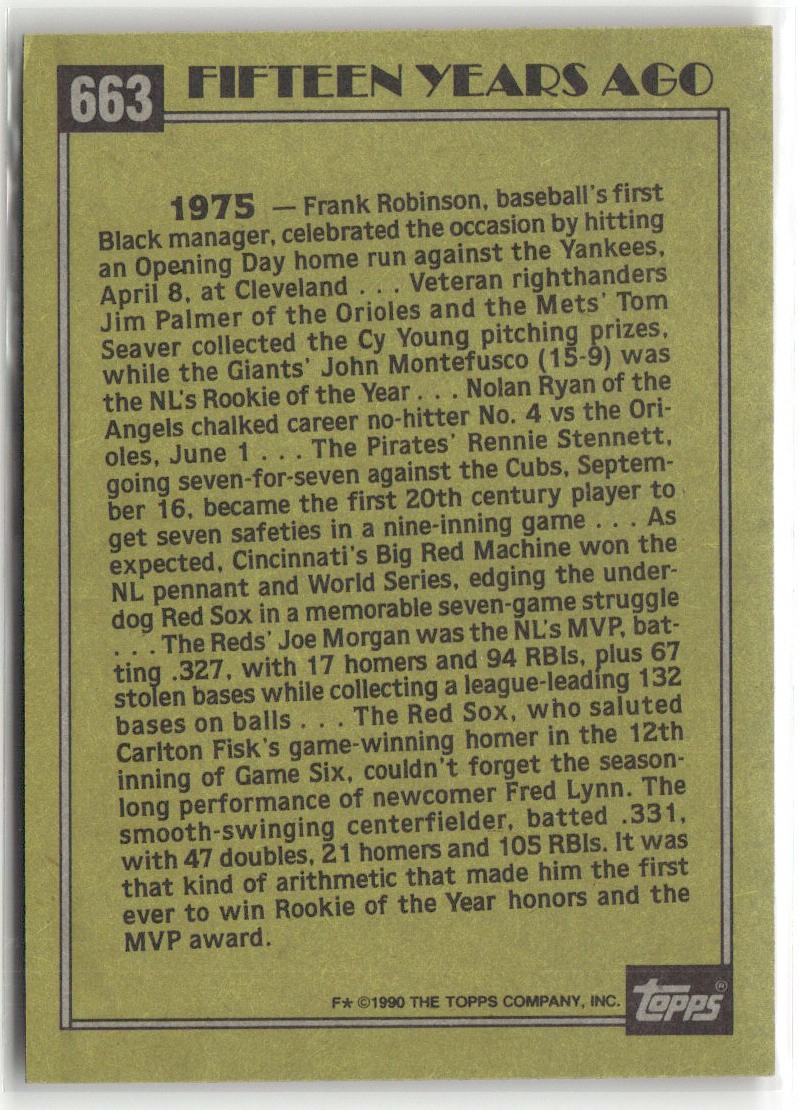 663 FIFTEEN YEARS AGO
1975 — Frank Robinson, baseball's first
Black manager, celebrated the occasion by hitting
an Opening Day home run against the Yankees,
April 8, at Cleveland . . . Veteran righthanders
Jim Palmer of the Orioles and the Mets' Tom
Seaver collected the Cy Young pitching prizes,
while the Giants' John Montefusco (15-9) was
the NL's Rookie of the Year . . . Nolan Ryan of the
Angels chalked career no-hitter No. 4 vs the Ori-
oles, June 1 . . . The Pirates' Rennie Stennett,
going seven-for-seven against the Cubs, Septem-
ber 16, became the first 20th century player to
get seven safeties in a nine-inning game . . . As
expected, Cincinnati's Big Red Machine won the
NL pennant and World Series, edging the under-
dog Red Sox in a memorable seven-game struggle
. . . The Reds' Joe Morgan was the NL's MVP, bat-
ting .327, with 17 homers and 94 RBIs, plus 67
stolen bases while collecting a league-leading 132
bases on balls . . . The Red Sox, who saluted
Carlton Fisk's game-winning homer in the 12th
inning of Game Six, couldn't forget the season-
long performance of newcomer Fred Lynn. The
smooth-swinging centerfielder, batted .331,
with 47 doubles, 21 homers and 105 RBIs. It was
that kind of arithmetic that made him the first
ever to win Rookie of the Year honors and the
MVP award.
F★ ©1990 THE TOPPS COMPANY, INC.
topps®